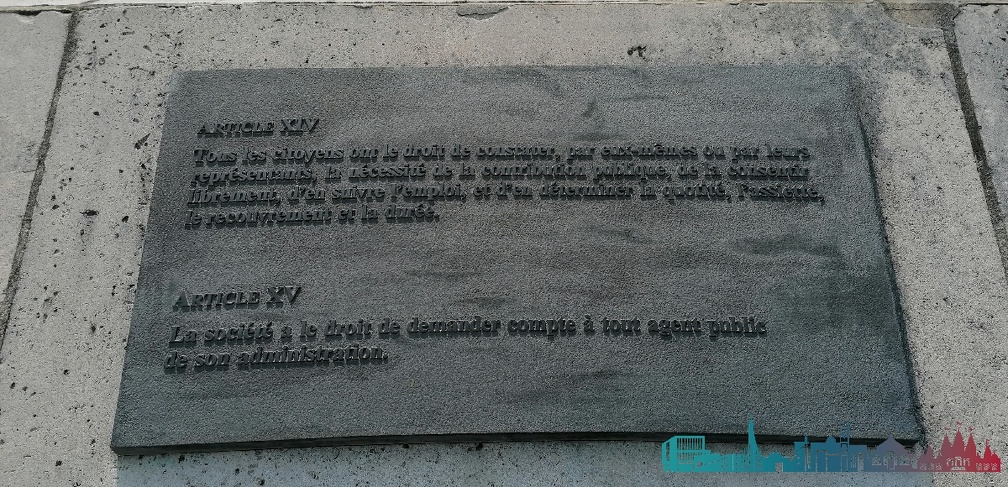 ARTICLE XIV
Tous les citoyens ont le droit de constater, par eux-mêmes ou par leurs
représentants, la nécessité de la contribution publique, de la consentir
librement, d'en suivre l'emploi, et d'en déterminer la quotité, l'assiette,
le recouvrement et la durée.
ARTICLE XV
La société a le droit de demander compte à tout agent public
de son administration.